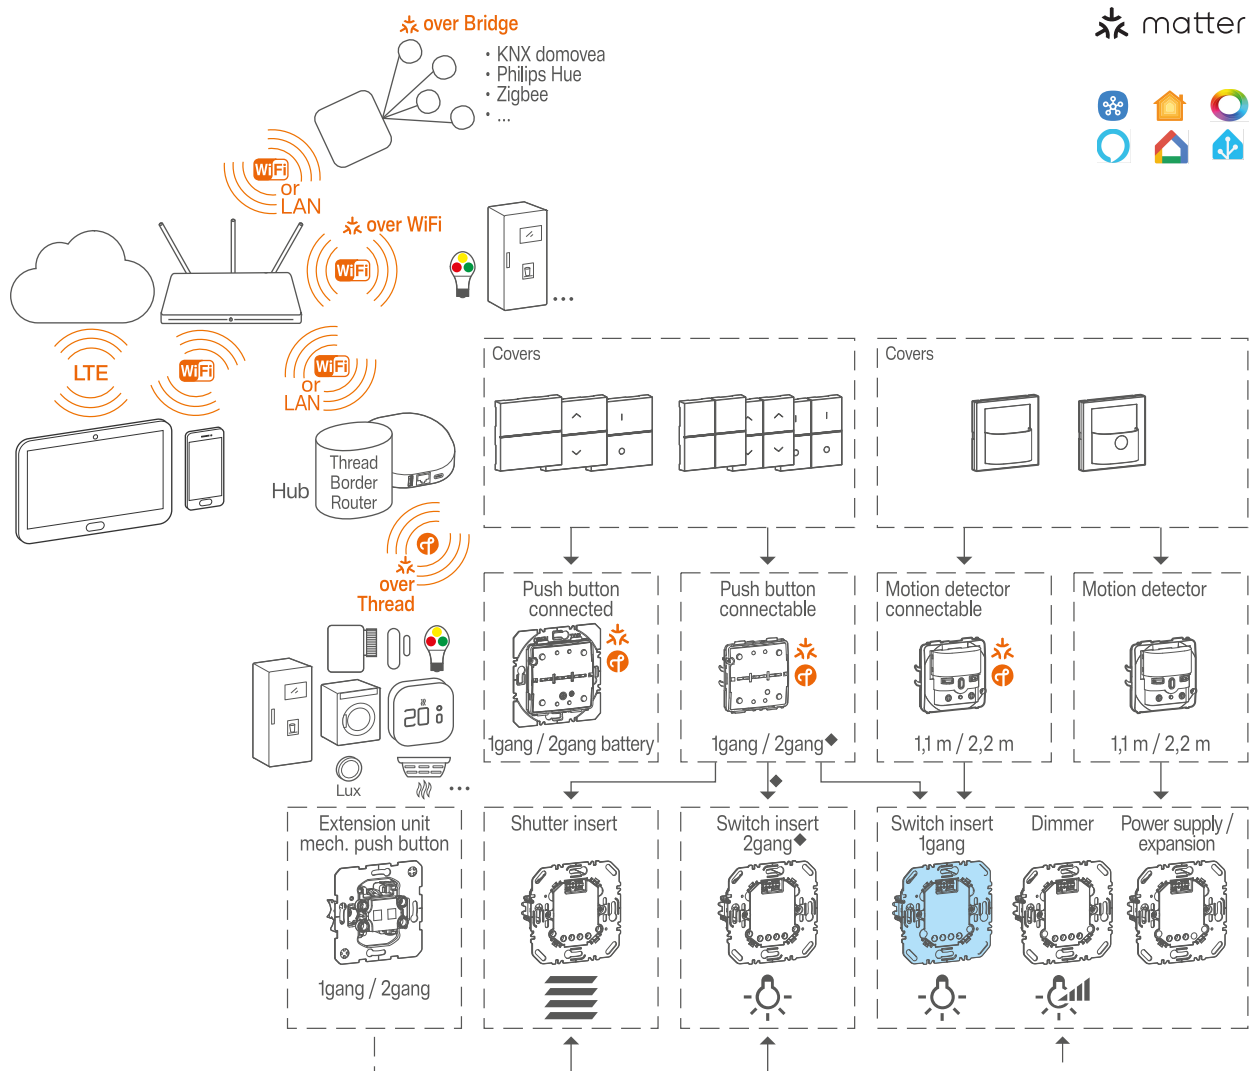 over Bridge
• KNX domovea
• Philips Hue
• Zigbee
• ...
matter
WiFi
or
LAN
over WiFi
WiFi
...
LTE
WiFi
WiFi
or
LAN
Hub
Thread
Border
Router
over
Thread
Covers
Covers
Push button
connected
1gang / 2gang battery
Push button
connectable
1gang / 2gang◆
Motion detector
connectable
1,1 m / 2,2 m
Motion detector
1,1 m / 2,2 m
20
Lux
...
◆
Extension unit
mech. push button
1gang / 2gang
Shutter insert
Switch insert
2gang◆
Switch insert
1gang
Dimmer
Power supply /
expansion